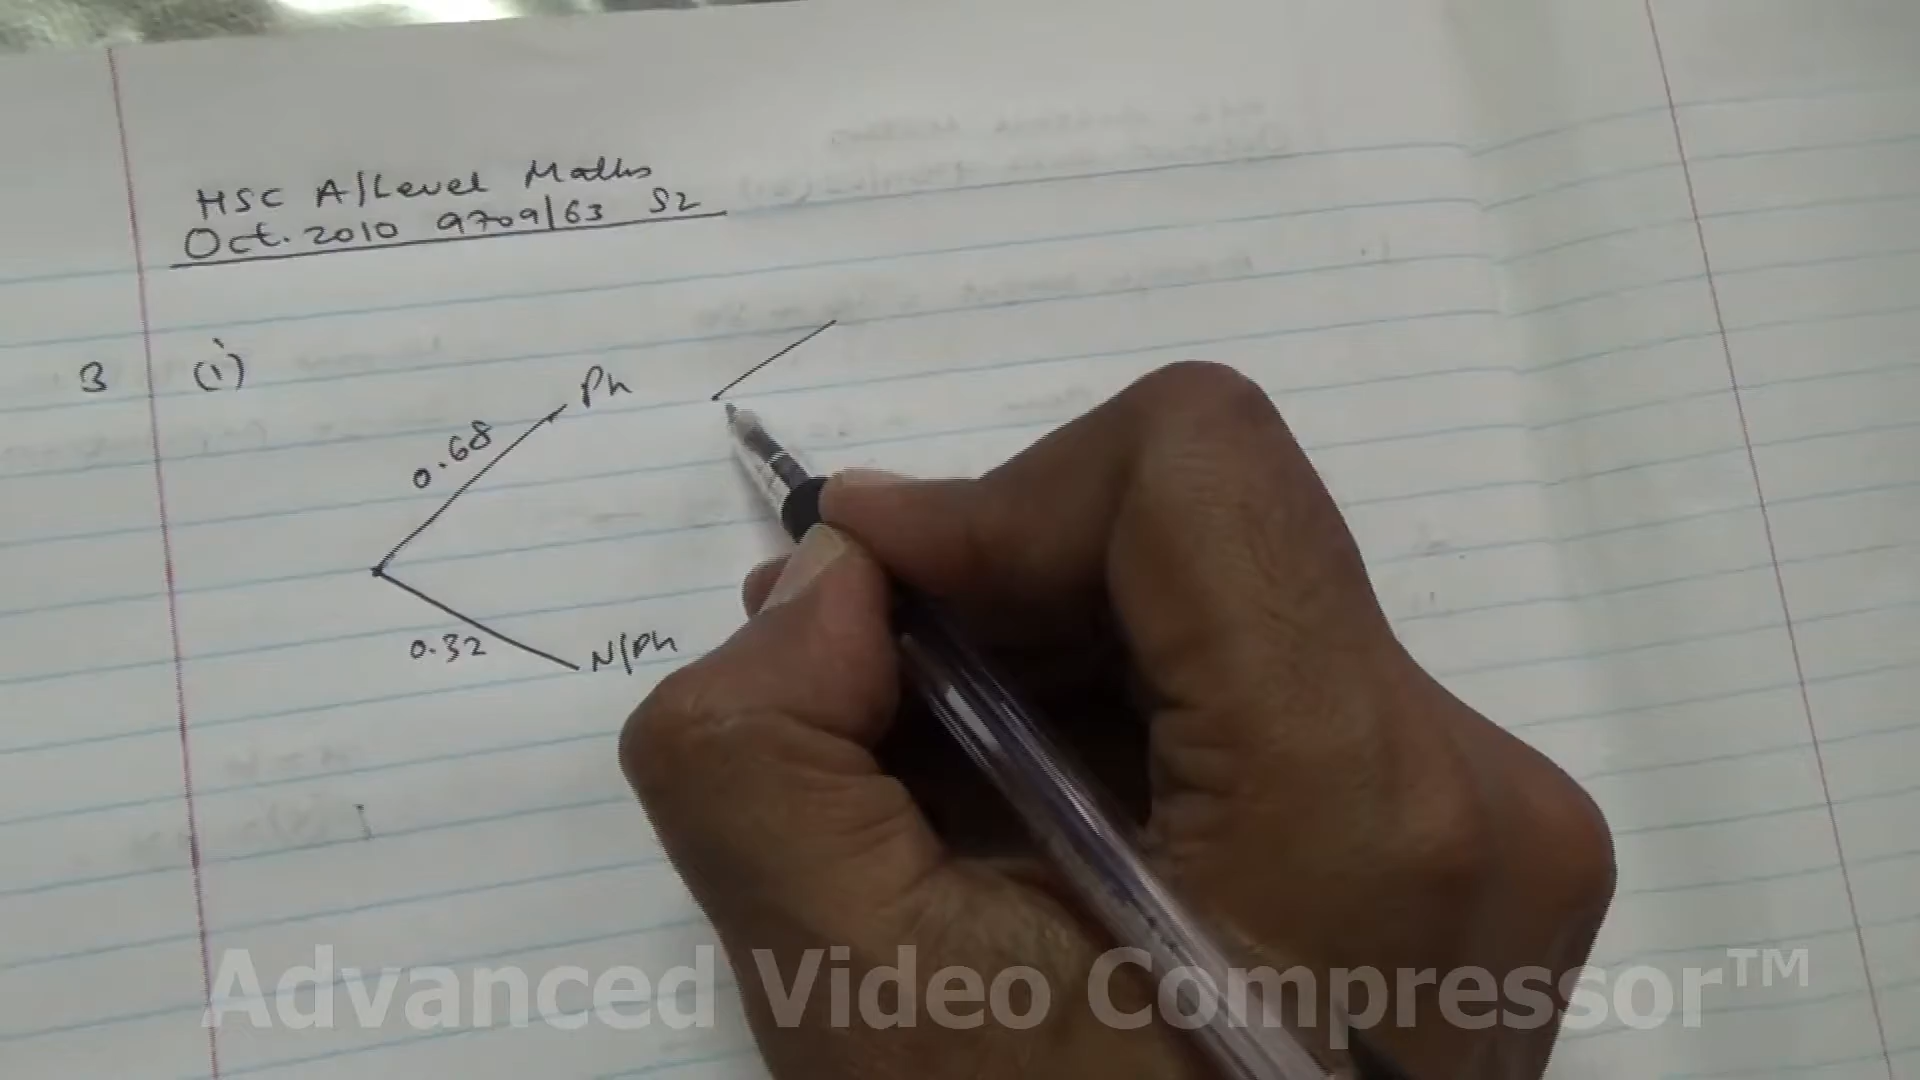 HSC A/Level Maths
Oct. 2010 9709/63 S2
3 (i)
Ph
0.68
0.32
N/Ph
Advanced Video Compressor™